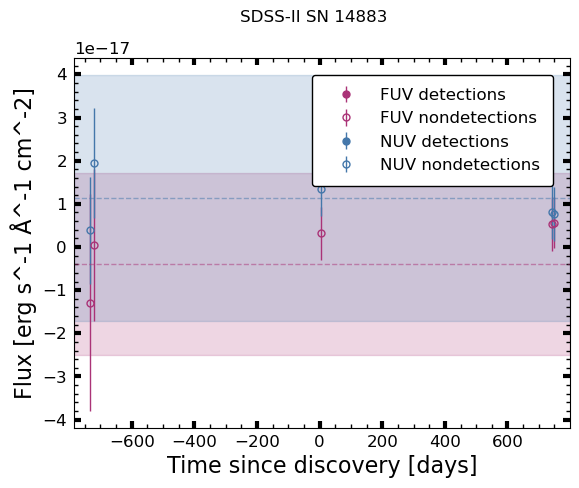 SDSS-II SN 14883
1e−17
FUV detections
FUV nondetections
NUV detections
NUV nondetections
4
3
2
1
0
−1
−2
−3
−4
Flux [erg s^-1 Å^-1 cm^-2]
−600 −400 −200 0 200 400 600
Time since discovery [days]